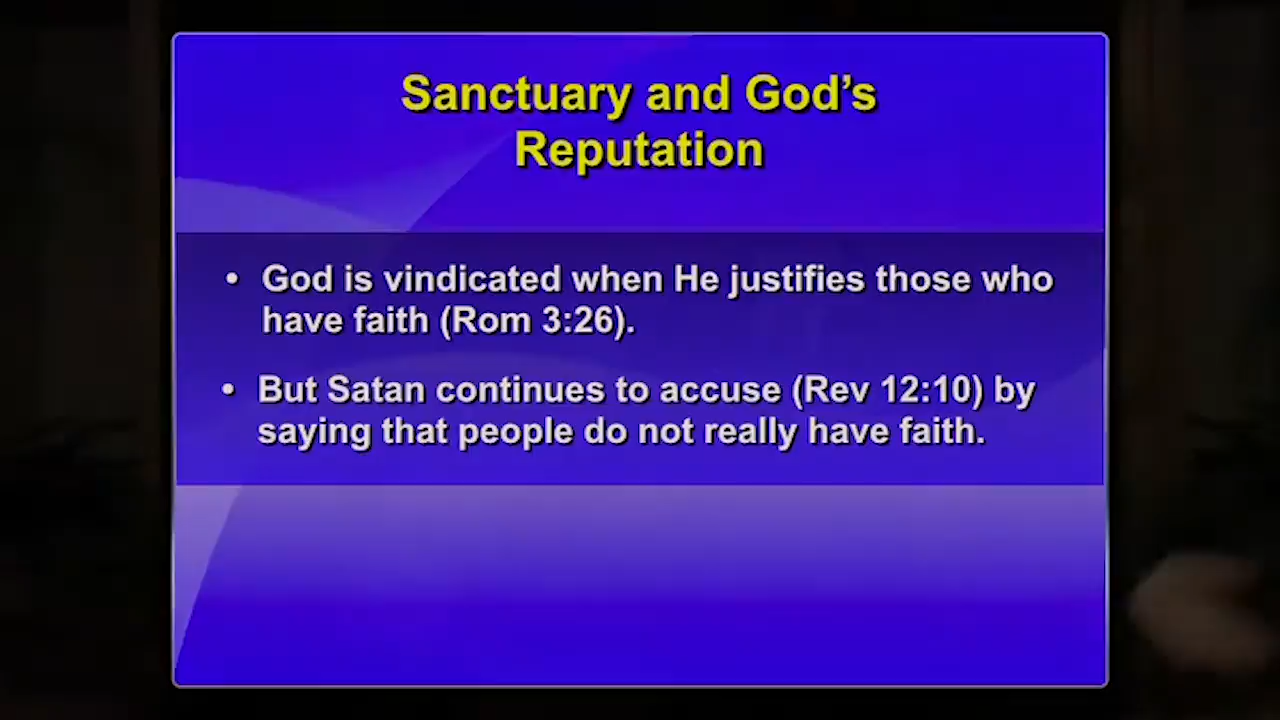 Sanctuary and God’s
Reputation
• God is vindicated when He justifies those who
have faith (Rom 3:26).
• But Satan continues to accuse (Rev 12:10) by
saying that people do not really have faith.